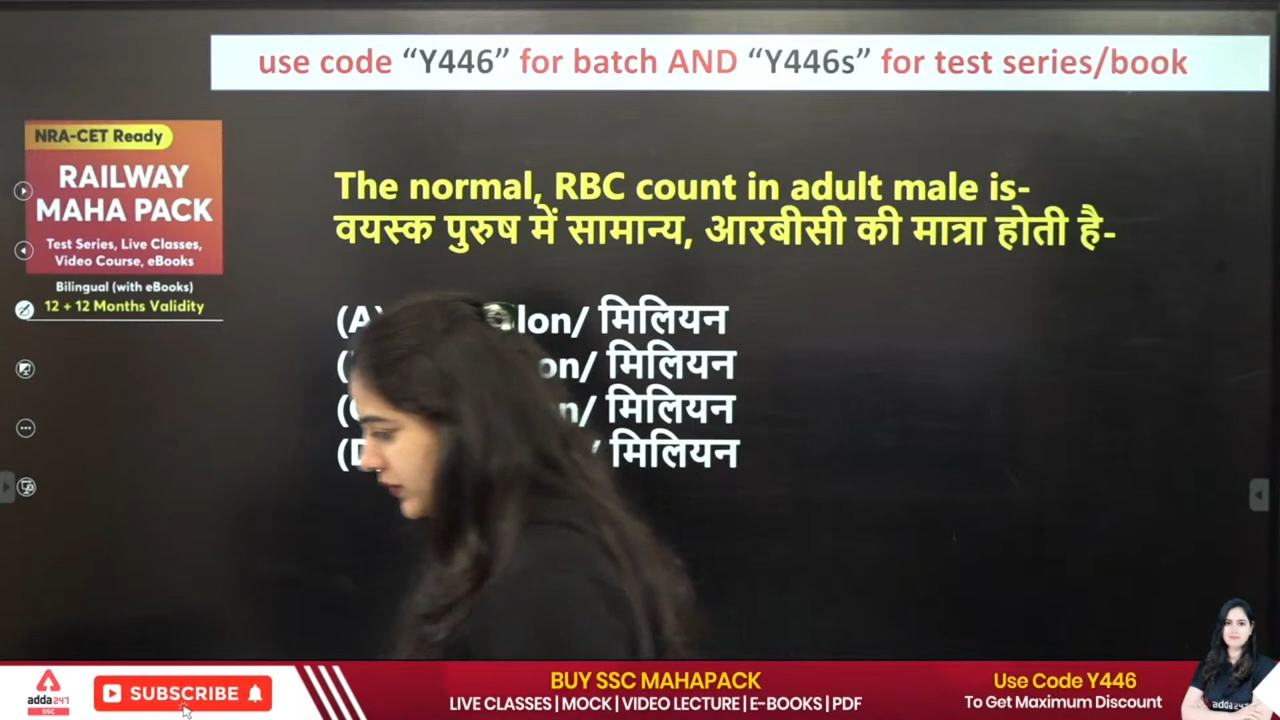 use code “Y446” for batch AND “Y446s” for test series/book
NRA-CET Ready
RAILWAY
MAHA PACK
Test Series, Live Classes,
Video Course, eBooks
Bilingual (with eBooks)
12 + 12 Months Validity
The normal, RBC count in adult male is-
वयस्क पुरुष में सामान्य, आरबीसी की मात्रा होती है-
(A) lon/ मिलियन
on/ मिलियन
n/ मिलियन
(D / मिलियन
adda247
SSC
SUBSCRIBE
BUY SSC MAHAPACK
LIVE CLASSES | MOCK | VIDEO LECTURE | E-BOOKS | PDF
Use Code Y446
To Get Maximum Discount
adda247